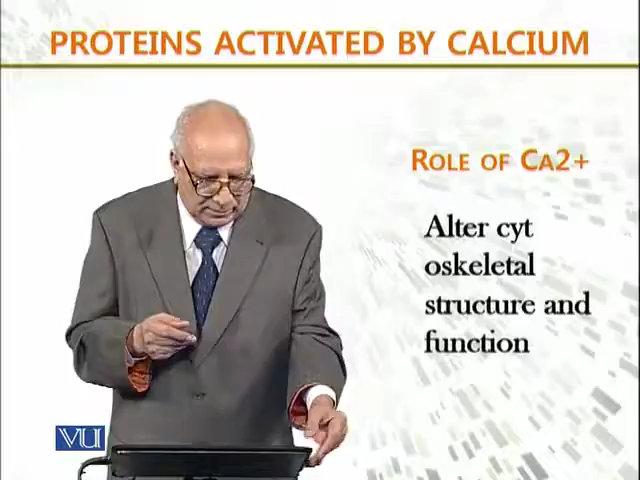 PROTEINS ACTIVATED BY CALCIUM
ROLE OF CA2+
Alter cyt
oskeletal
structure and
function
VU